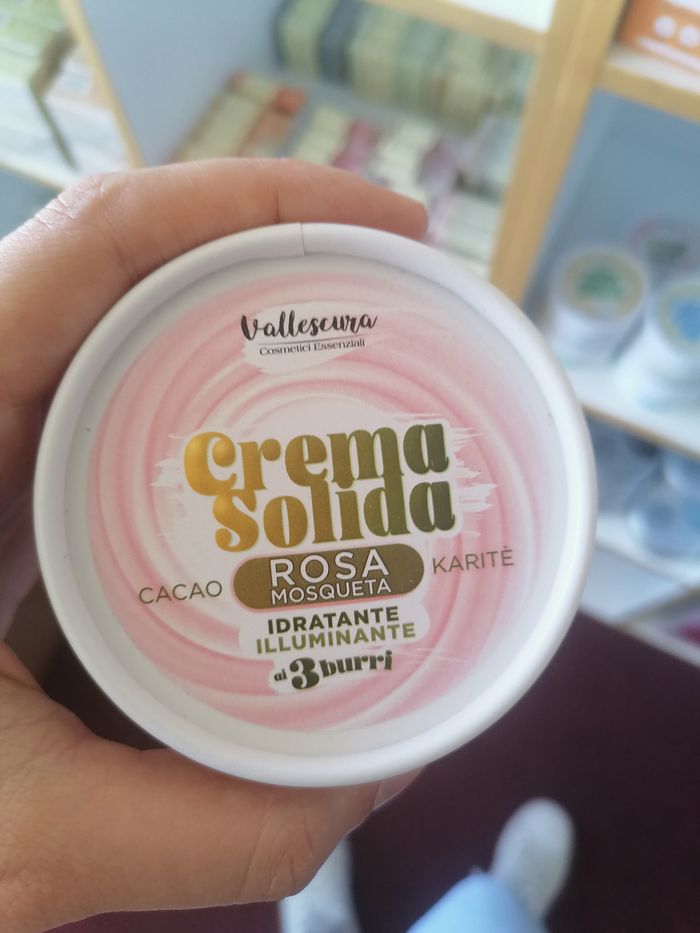 Vallescura
Cosmetici Essenziali
Crema
Solida
CACAO
ROSA
MOSQUETA
KARITÈ
IDRATANTE
ILLUMINANTE
ai 3 burri